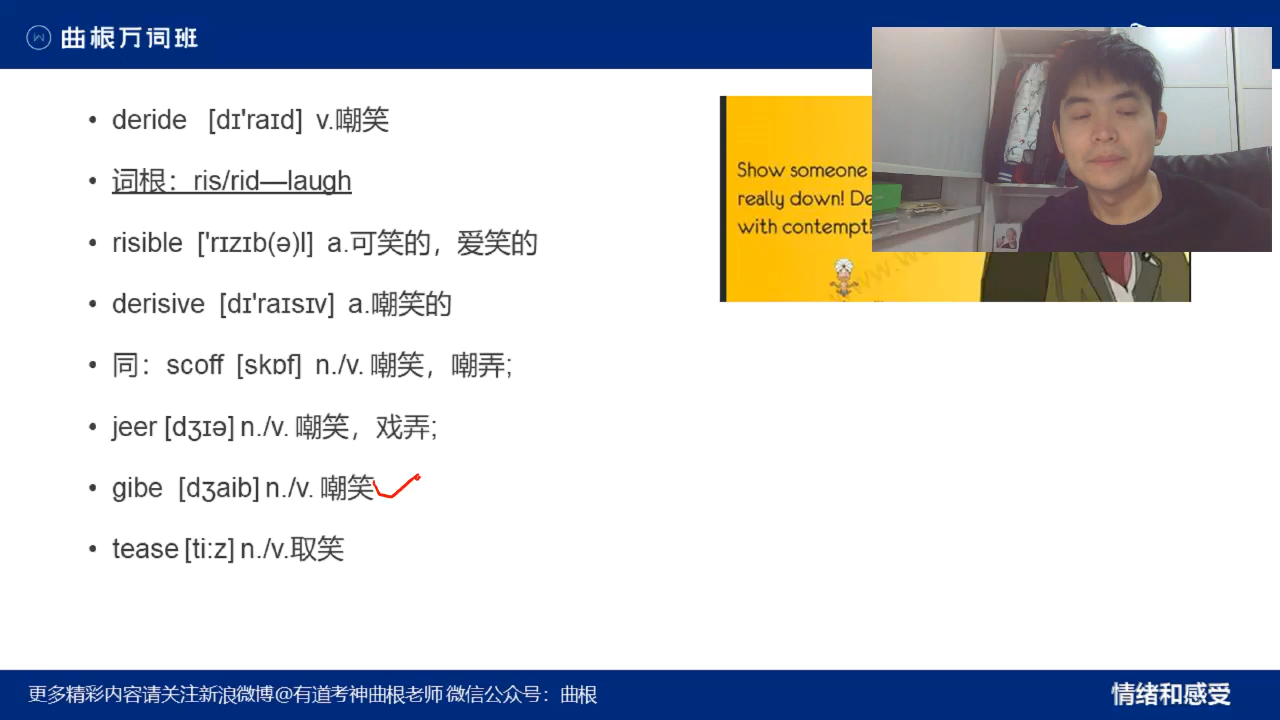 曲根万词班
deride [dɪ'raɪd] v.嘲笑
词根：ris/rid—laugh
risible ['rɪzɪb(ə)l] a.可笑的，爱笑的
derisive [dɪ'raɪsɪv] a.嘲笑的
同：scoff [skɒf] n./v. 嘲笑，嘲弄;
jeer [dʒɪə] n./v. 嘲笑，戏弄;
gibe [dʒaib] n./v. 嘲笑
tease [ti:z] n./v.取笑
Show someone
really down! De
with contempt!
更多精彩内容请关注新浪微博@有道考神曲根老师 微信公众号：曲根
情绪和感受